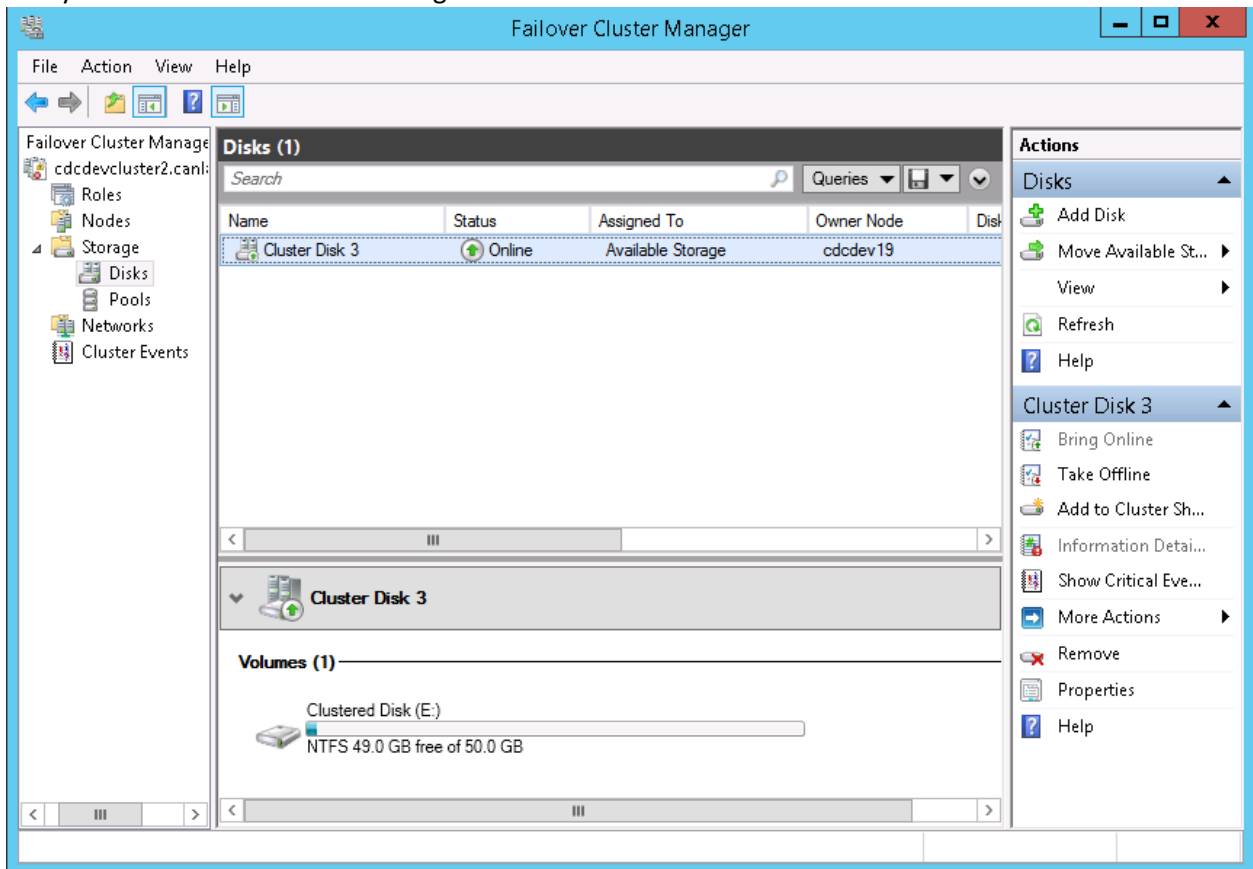 Failover Cluster Manager
File Action View Help
Failover Cluster Manage
cdcdevcluster2.canl
Roles
Nodes
Storage
Disks
Pools
Networks
Cluster Events
Disks (1)
Search
Queries
Name Status Assigned To Owner Node Disk
Cluster Disk 3 Online Available Storage cdcdev19
Cluster Disk 3
Volumes (1)
Clustered Disk (E:)
NTFS 49.0 GB free of 50.0 GB
Actions
Disks
Add Disk
Move Available St...
View
Refresh
Help
Cluster Disk 3
Bring Online
Take Offline
Add to Cluster Sh...
Information Detai...
Show Critical Eve...
More Actions
Remove
Properties
Help